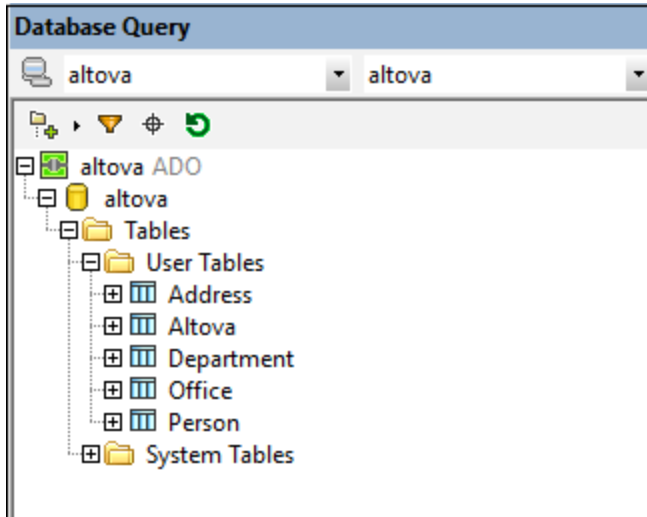 Database Query
altova altova
altova ADO
altova
Tables
User Tables
Address
Altova
Department
Office
Person
System Tables